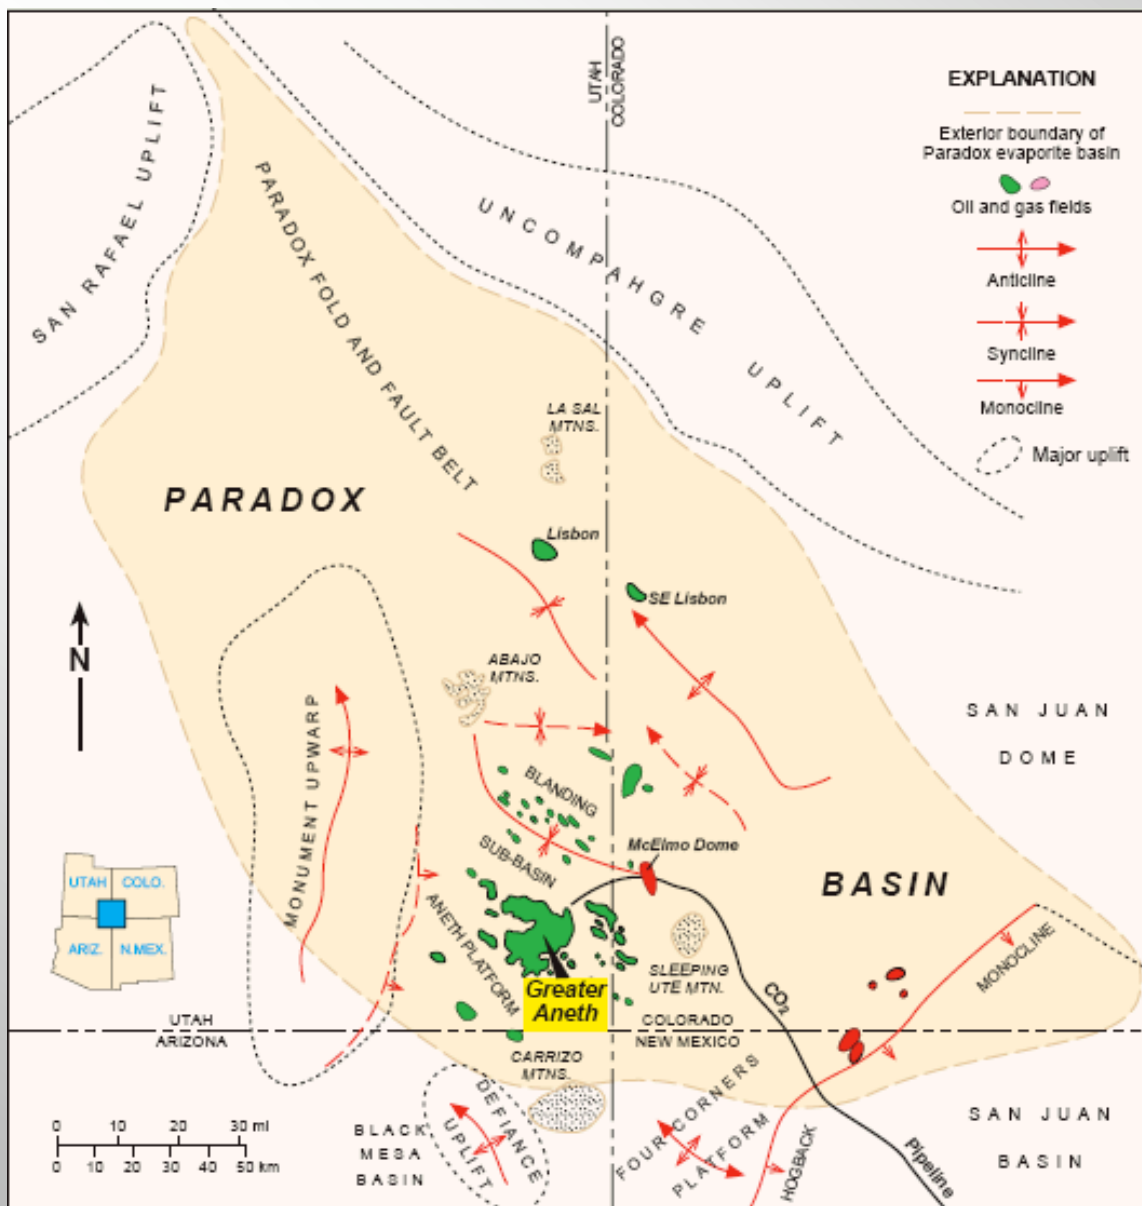 UTAH
COLORADO
EXPLANATION
Exterior boundary of
Paradox evaporite basin
Oil and gas fields
Anticline
Syncline
Monocline
Major uplift
SAN RAFAEL UPLIFT
PARADOX FOLD AND FAULT BELT
UNCOMPAHGRE UPLIFT
LA SAL
MTNS.
PARADOX
Lisbon
SE Lisbon
N
ABAJO
MTNS.
SAN JUAN
DOME
MONUMENT UPWARP
BLANDING
SUB-BASIN
McElmo Dome
BASIN
UTAH
COLO.
ARIZ.
N.MEX.
ANETH PLATFORM
Greater
Aneth
SLEEPING
UTE MTN.
CO2
MONOCLINE
UTAH
ARIZONA
COLORADO
NEW MEXICO
CARRIZO
MTNS.
DEFIANCE
UPLIFT
BLACK
MESA
BASIN
FOUR CORNERS
PLATFORM
HOGBACK
Pipeline
SAN JUAN
BASIN
0 10 20 30 mi
0 10 20 30 40 50 km